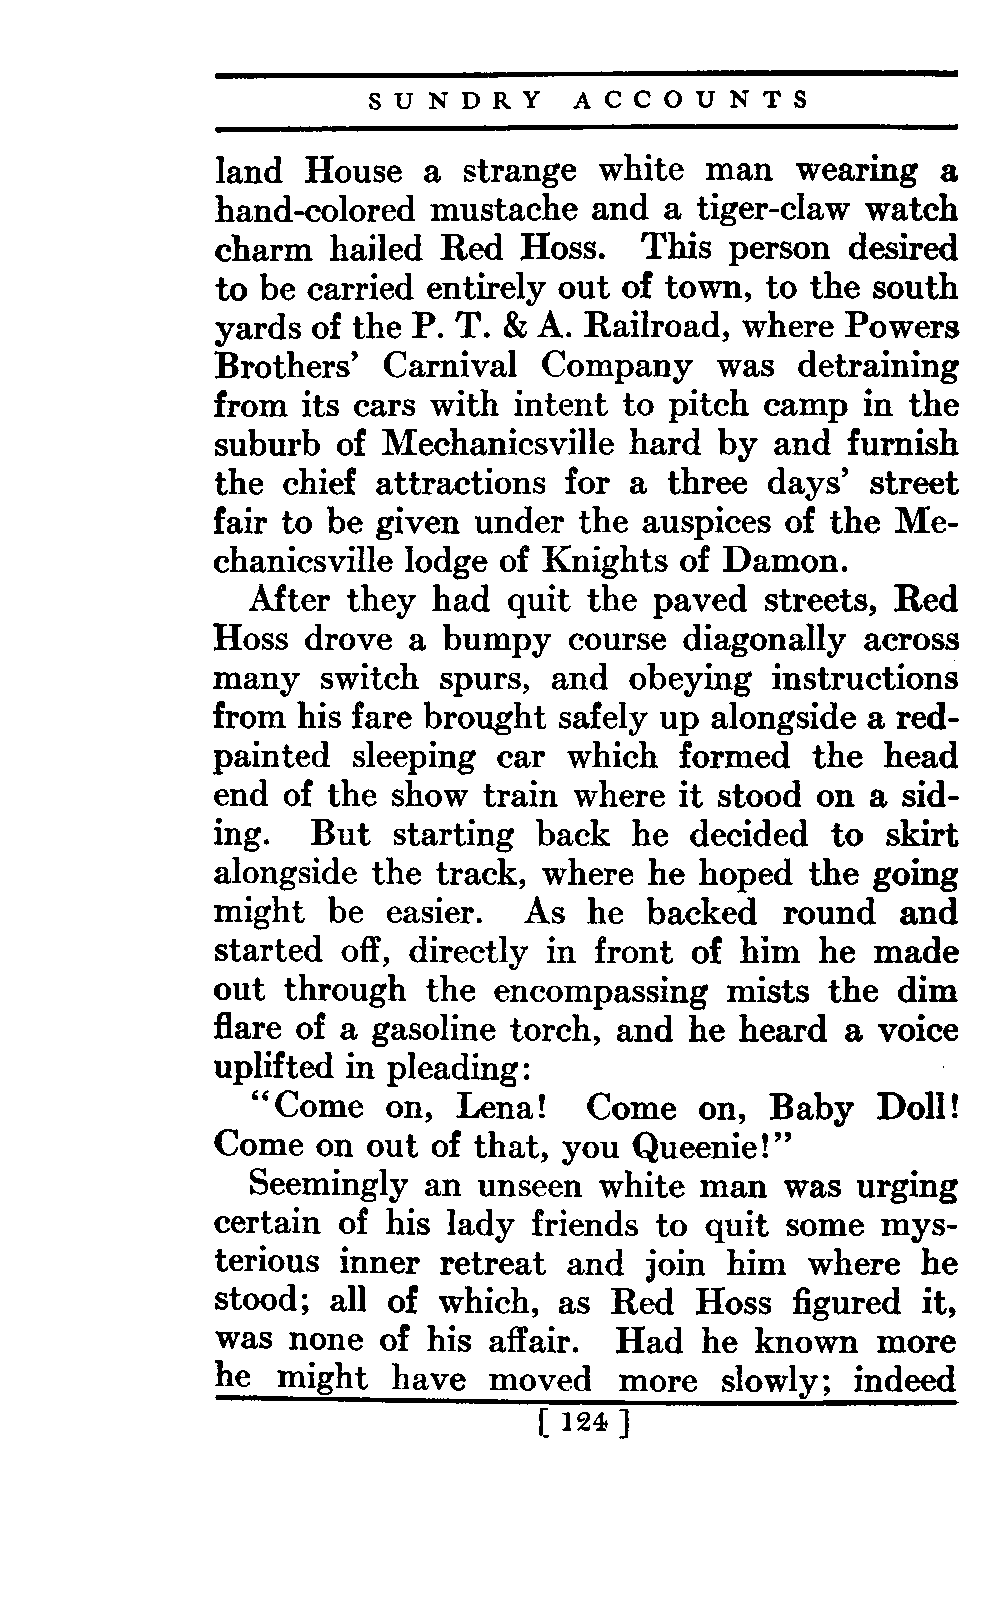 SUNDRY ACCOUNTS
land House a strange white man wearing a
hand-colored mustache and a tiger-claw watch
charm hailed Red Hoss. This person desired
to be carried entirely out of town, to the south
yards of the P. T. & A. Railroad, where Powers
Brothers’ Carnival Company was detraining
from its cars with intent to pitch camp in the
suburb of Mechanicsville hard by and furnish
the chief attractions for a three days’ street
fair to be given under the auspices of the Me-
chanicsville lodge of Knights of Damon.
After they had quit the paved streets, Red
Hoss drove a bumpy course diagonally across
many switch spurs, and obeying instructions
from his fare brought safely up alongside a red-
painted sleeping car which formed the head
end of the show train where it stood on a sid-
ing. But starting back he decided to skirt
alongside the track, where he hoped the going
might be easier. As he backed round and
started off, directly in front of him he made
out through the encompassing mists the dim
flare of a gasoline torch, and he heard a voice
uplifted in pleading:
“Come on, Lena! Come on, Baby Doll!
Come on out of that, you Queenie!”
Seemingly an unseen white man was urging
certain of his lady friends to quit some mys-
terious inner retreat and join him where he
stood; all of which, as Red Hoss figured it,
was none of his affair. Had he known more
he might have moved more slowly; indeed
[ 124 ]